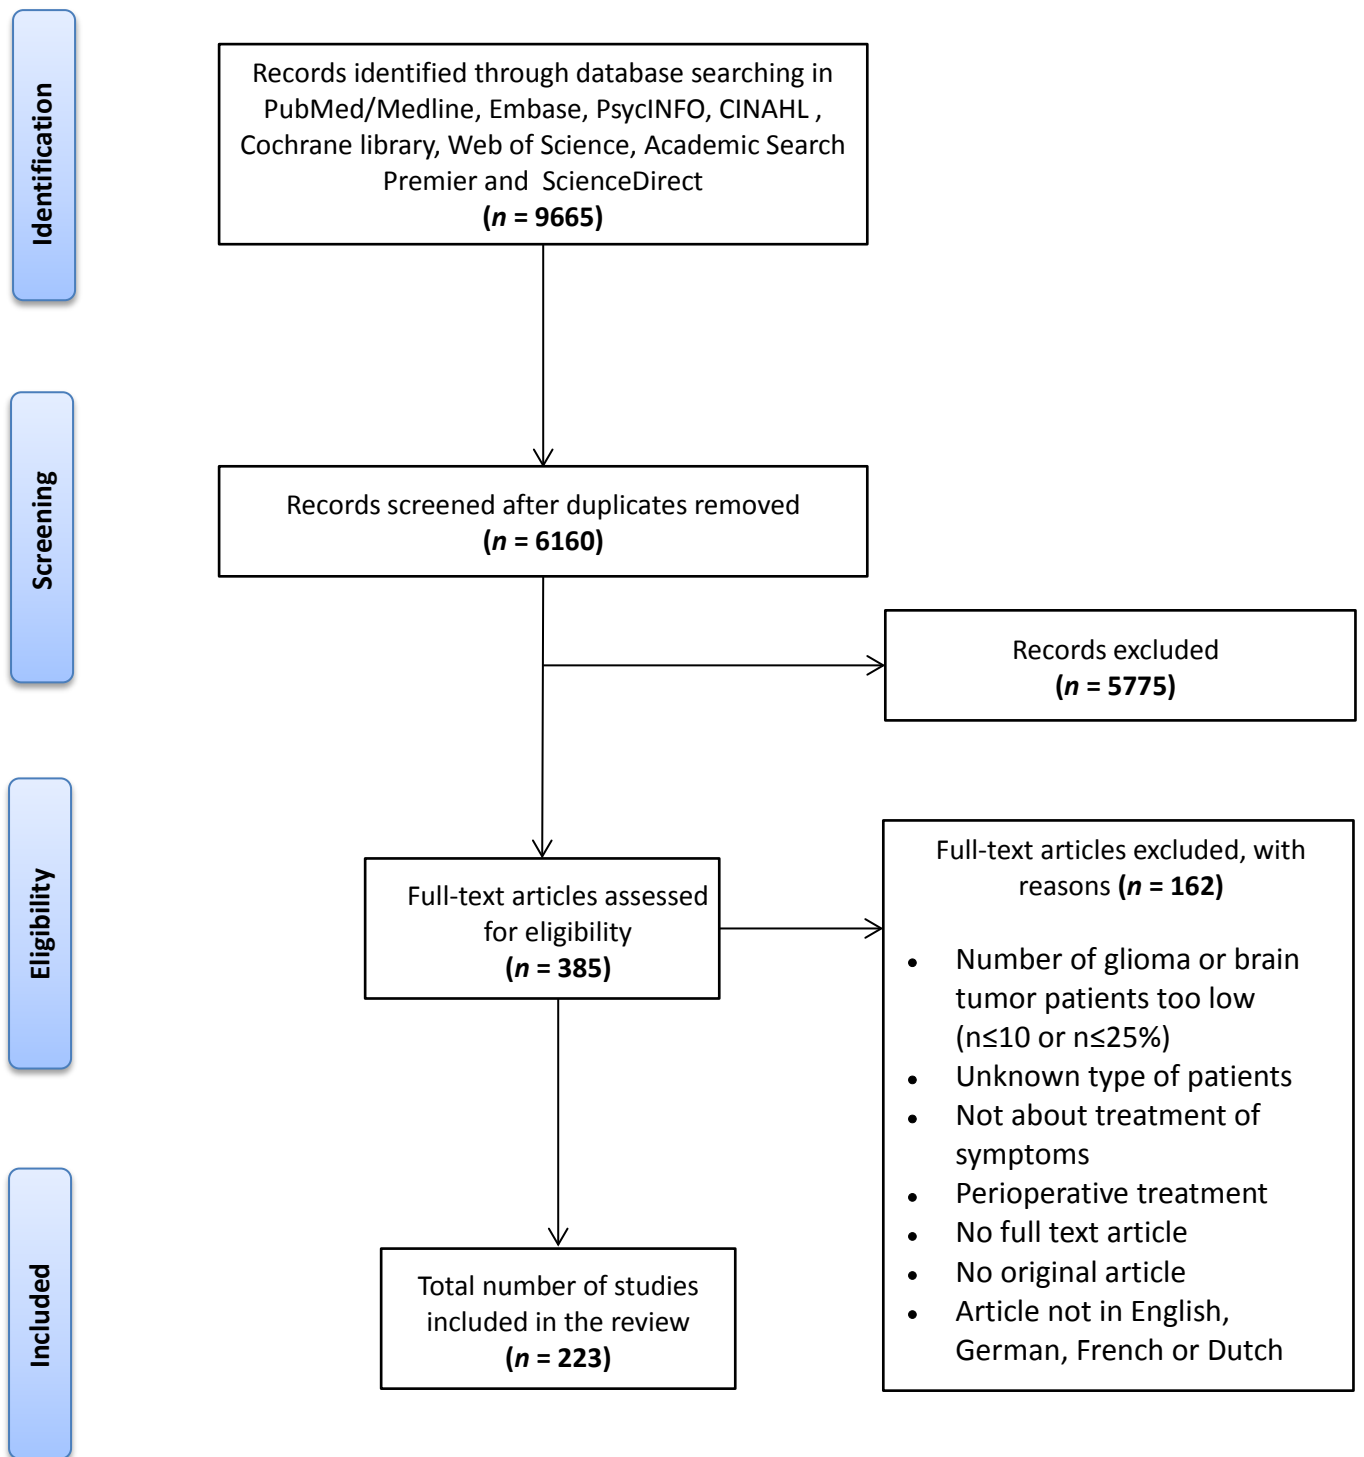 Identification
Records identified through database searching in
PubMed/Medline, Embase, PsycINFO, CINAHL ,
Cochrane library, Web of Science, Academic Search
Premier and ScienceDirect
(n = 9665)
Screening
Records screened after duplicates removed
(n = 6160)
Records excluded
(n = 5775)
Eligibility
Full-text articles assessed
for eligibility
(n = 385)
Full-text articles excluded, with
reasons (n = 162)
• Number of glioma or brain
tumor patients too low
(n≤10 or n≤25%)
• Unknown type of patients
• Not about treatment of
symptoms
• Perioperative treatment
• No full text article
• No original article
• Article not in English,
German, French or Dutch
Included
Total number of studies
included in the review
(n = 223)